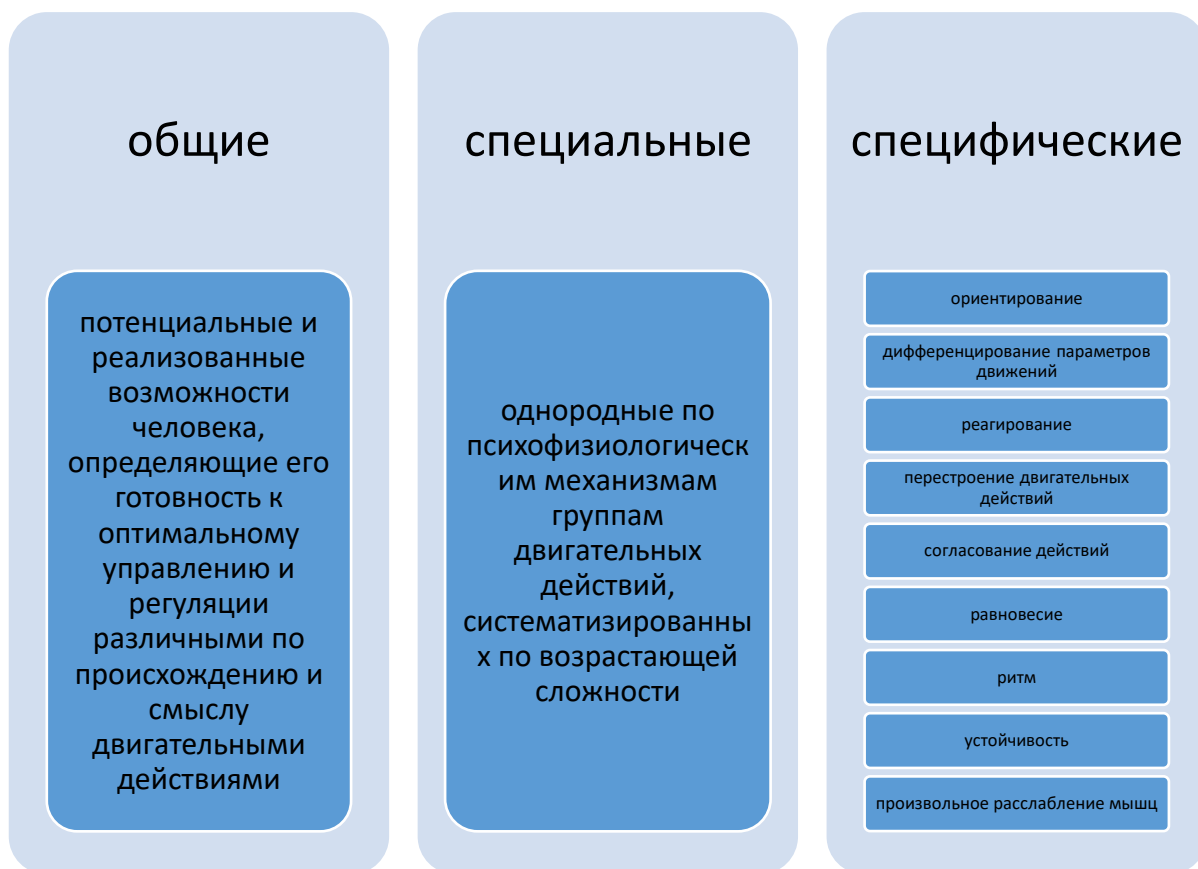 общие
потенциальные и
реализованные
возможности
человека,
определяющие его
готовность к
оптимальному
управлению и
регуляции
различными по
происхождению и
смыслу
двигательными
действиями
специальные
однородные по
психофизиологическ
им механизмам
группам
двигательных
действий,
систематизированны
х по возрастающей
сложности
специфические
ориентирование
дифференцирование параметров
движений
реагирование
перестроение двигательных
действий
согласование действий
равновесие
ритм
устойчивость
произвольное расслабление мышц